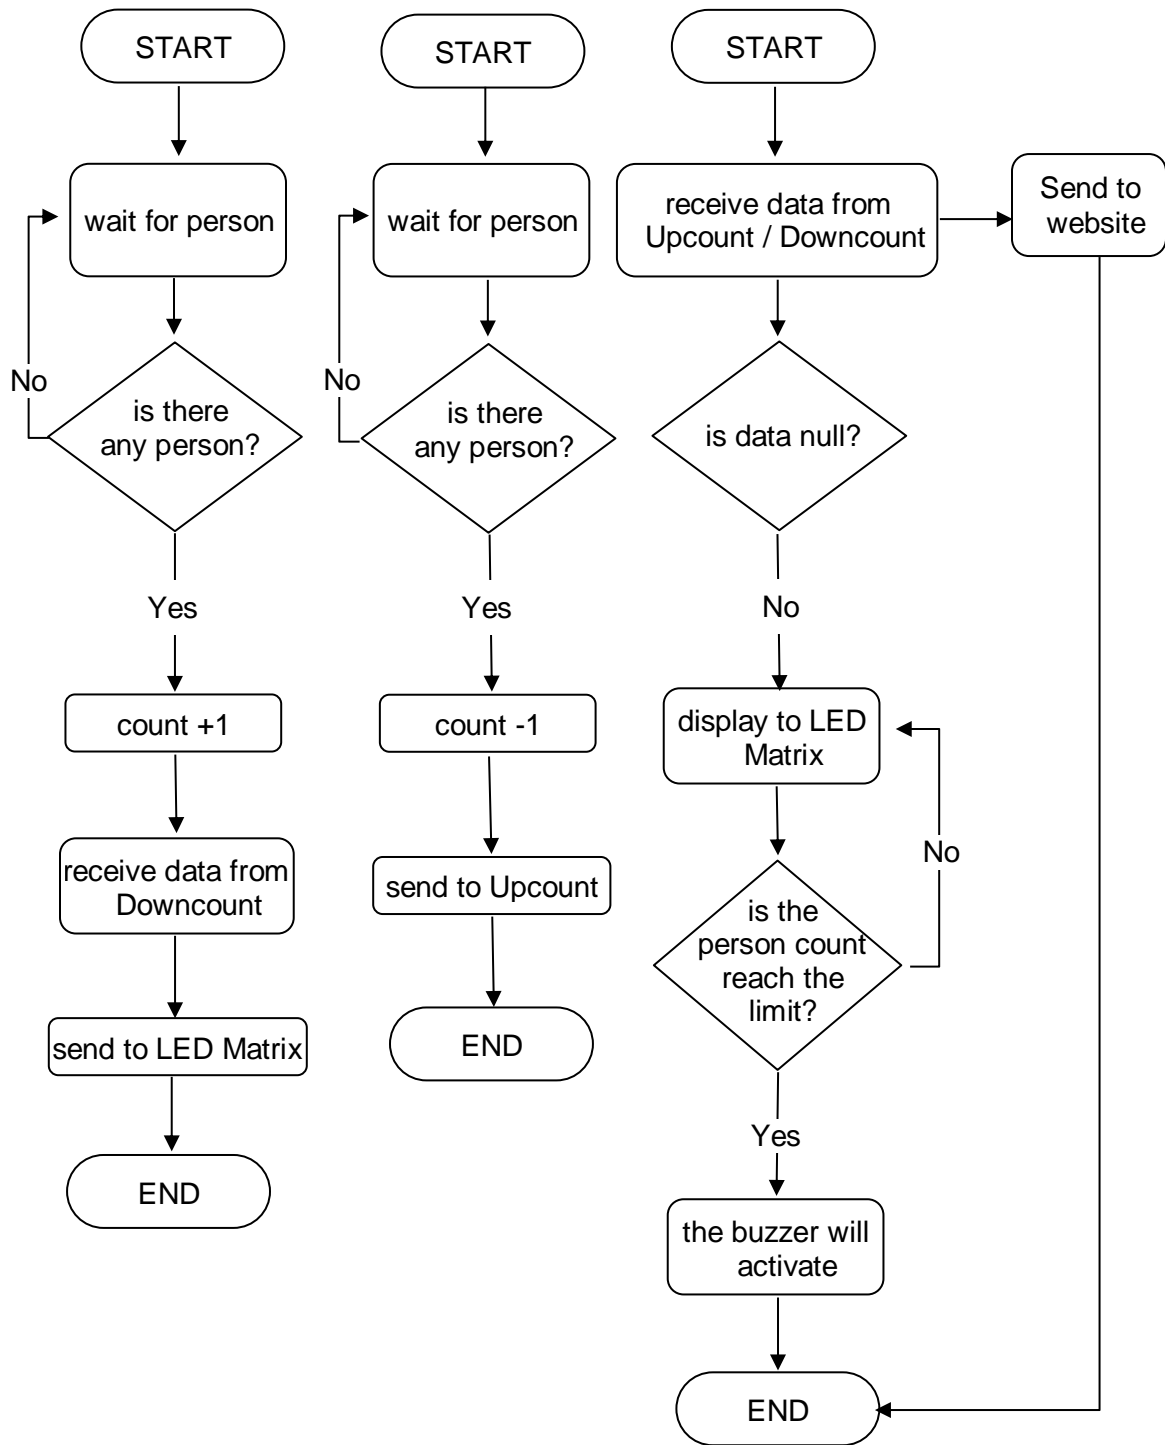 START
wait for person
No
is there
any person?
Yes
count +1
receive data from
Downcount
send to LED Matrix
END
START
wait for person
No
is there
any person?
Yes
count -1
send to Upcount
END
START
receive data from
Upcount / Downcount
Send to
website
is data null?
No
display to LED
Matrix
No
is the
person count
reach the
limit?
Yes
the buzzer will
activate
END